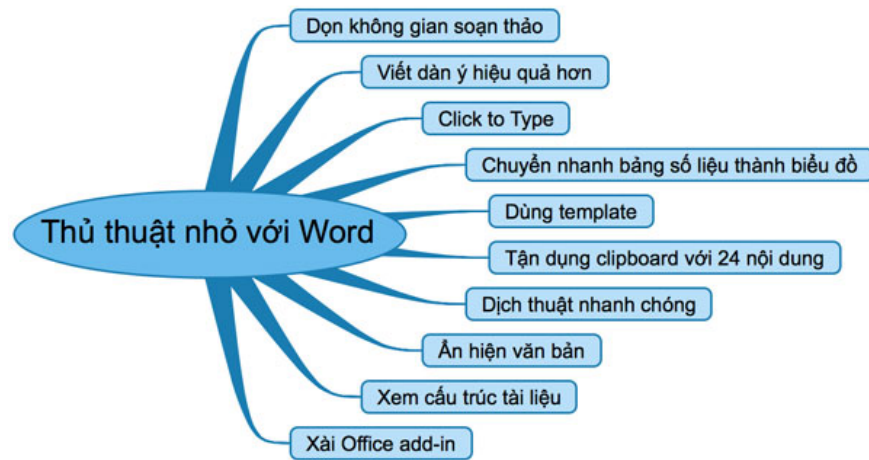 Dọn không gian soạn thảo
Viết dàn ý hiệu quả hơn
Click to Type
Chuyển nhanh bảng số liệu thành biểu đồ
Thủ thuật nhỏ với Word
Dùng template
Tận dụng clipboard với 24 nội dung
Dịch thuật nhanh chóng
Ẩn hiện văn bản
Xem cấu trúc tài liệu
Xài Office add-in